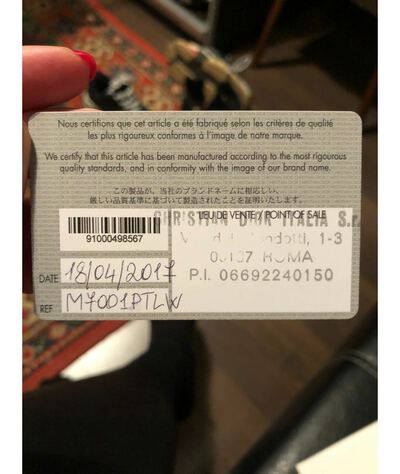 Nous certifions que cet article a été fabriqué selon les critères de qualité
les plus rigoureux conformes à l'image de notre marque.
We certify that this article has been manufactured according to the most rigourous
quality standards, and in conformity with the image of our brand name.
この製品が、当社のブランドネームに相応しい、
厳しい品質基準に基づいて製造されたことを証明いたします。
CHRISTIAN DIOR ITALIA S.r.
LIEU DE VENTE / POINT OF SALE
91000498567
1-3
ROMA
DATE 18/04/2017
P.I. 06692240150
REF M7001PTLW